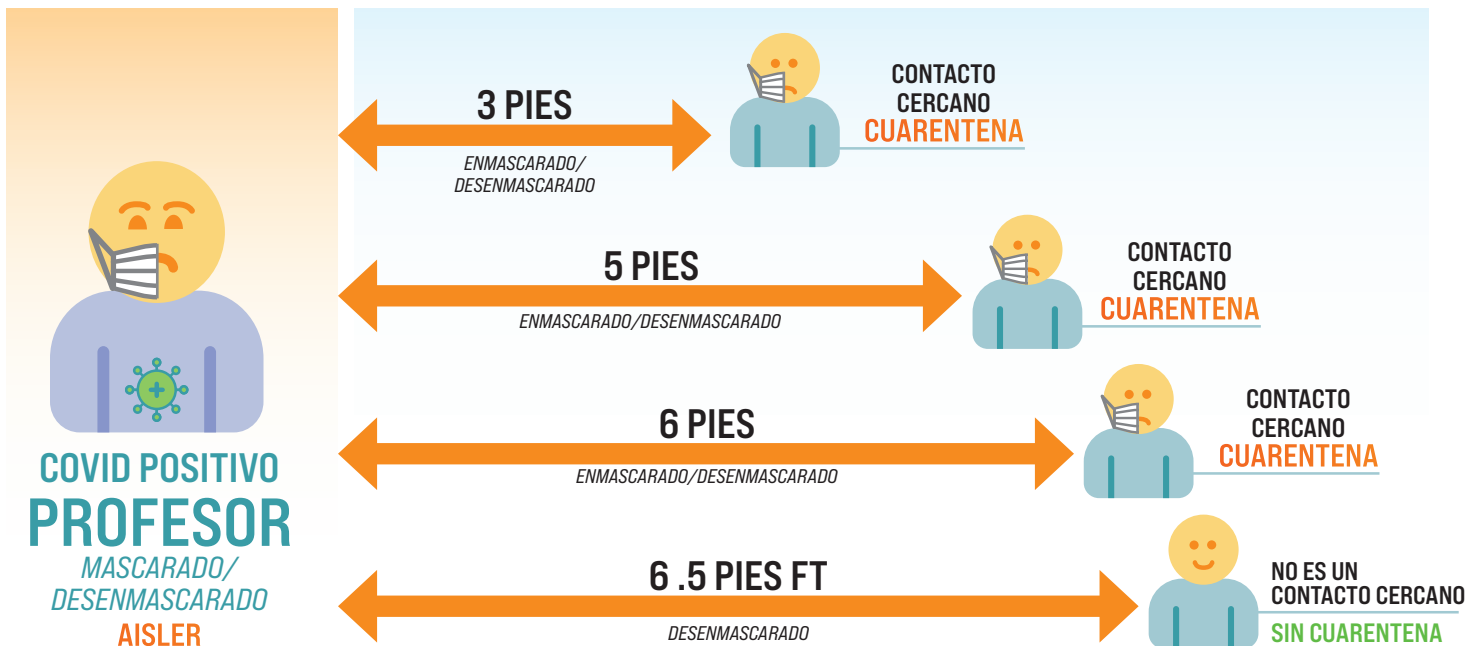 3 PIES
ENMASCARADO/
DESENMASCARADO
CONTACTO
CERCANO
CUARENTENA
5 PIES
ENMASCARADO/DESENMASCARADO
CONTACTO
CERCANO
CUARENTENA
6 PIES
ENMASCARADO/DESENMASCARADO
CONTACTO
CERCANO
CUARENTENA
6 .5 PIES FT
DESENMASCARADO
NO ES UN
CONTACTO CERCANO
SIN CUARENTENA
COVID POSITIVO
PROFESOR
MASCARADO/
DESENMASCARADO
AISLER